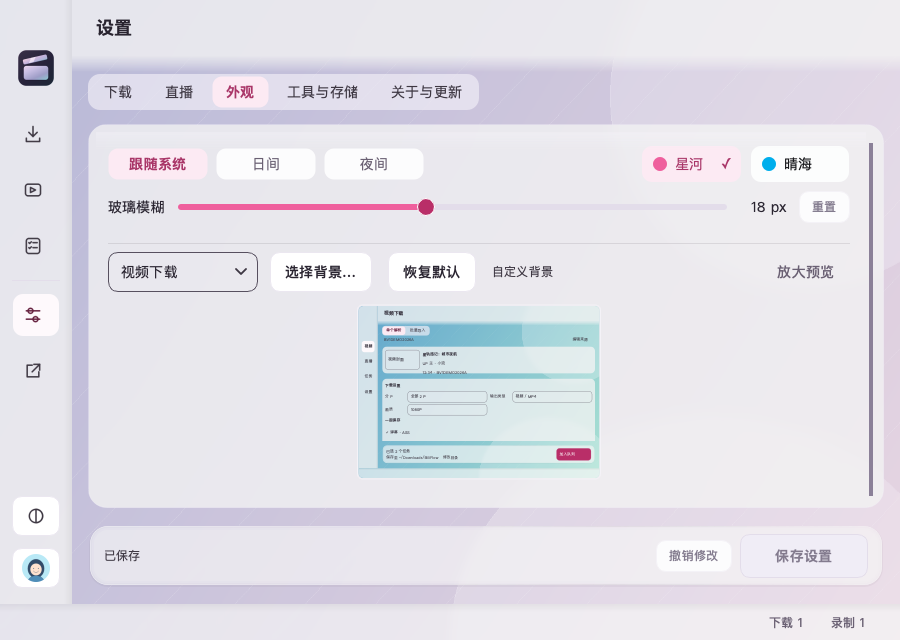 设置
下载 直播 外观 工具与存储 关于与更新
跟随系统 日间 夜间 星河 晴海
玻璃模糊 18 px 重置
视频下载 选择背景... 恢复默认 自定义背景 放大预览
视频下载
已保存 撤销修改 保存设置
下载 1 录制 1